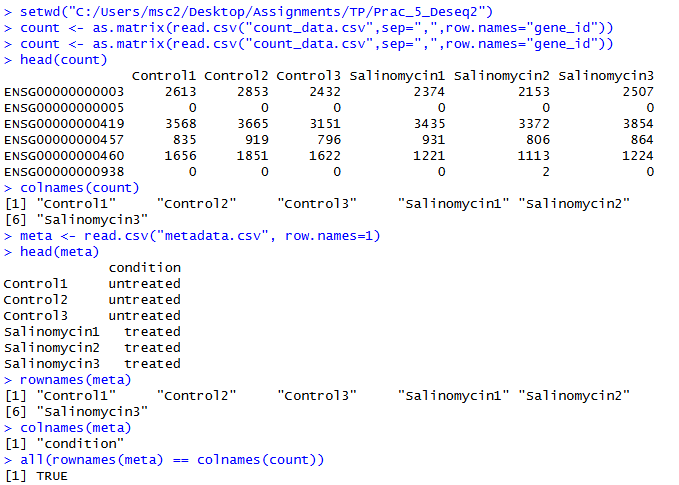 > setwd("C:/Users/msc2/Desktop/Assignments/TP/Prac_5_Deseq2")
> count <- as.matrix(read.csv("count_data.csv",sep=",",row.names="gene_id"))
> count <- as.matrix(read.csv("count_data.csv",sep=",",row.names="gene_id"))
> head(count)
                Control1 Control2 Control3 Salinomycin1 Salinomycin2 Salinomycin3
ENSG00000000003     2613     2853     2432         2374         2153         2507
ENSG00000000005        0        0        0            0            0            0
ENSG00000000419     3568     3665     3151         3435         3372         3854
ENSG00000000457      835      919      796          931          806          864
ENSG00000000460     1656     1851     1622         1221         1113         1224
ENSG00000000938        0        0        0            0            2            0
> colnames(count)
[1] "Control1"     "Control2"     "Control3"     "Salinomycin1" "Salinomycin2"
[6] "Salinomycin3"
> meta <- read.csv("metadata.csv", row.names=1)
> head(meta)
             condition
Control1     untreated
Control2     untreated
Control3     untreated
Salinomycin1   treated
Salinomycin2   treated
Salinomycin3   treated
> rownames(meta)
[1] "Control1"     "Control2"     "Control3"     "Salinomycin1" "Salinomycin2"
[6] "Salinomycin3"
> colnames(meta)
[1] "condition"
> all(rownames(meta) == colnames(count))
[1] TRUE